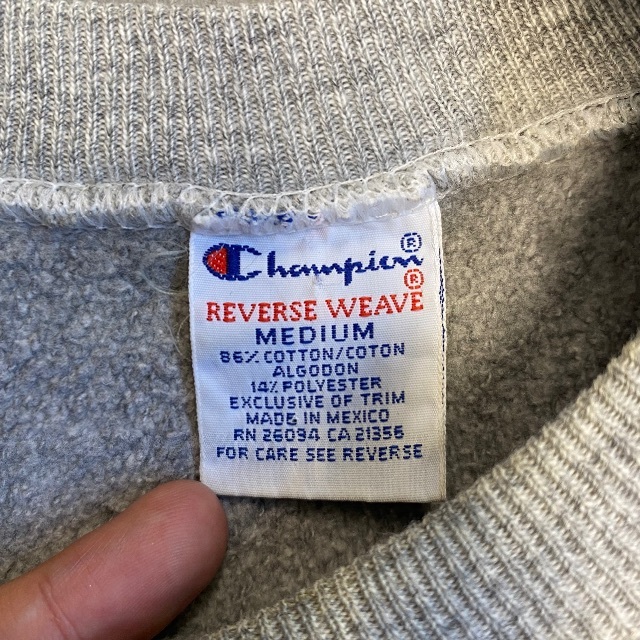 Champion ®
REVERSE WEAVE ®
MEDIUM
86% COTTON/COTON
ALGODON
14% POLYESTER
EXCLUSIVE OF TRIM
MADE IN MEXICO
RN 26094 CA 21356
FOR CARE SEE REVERSE